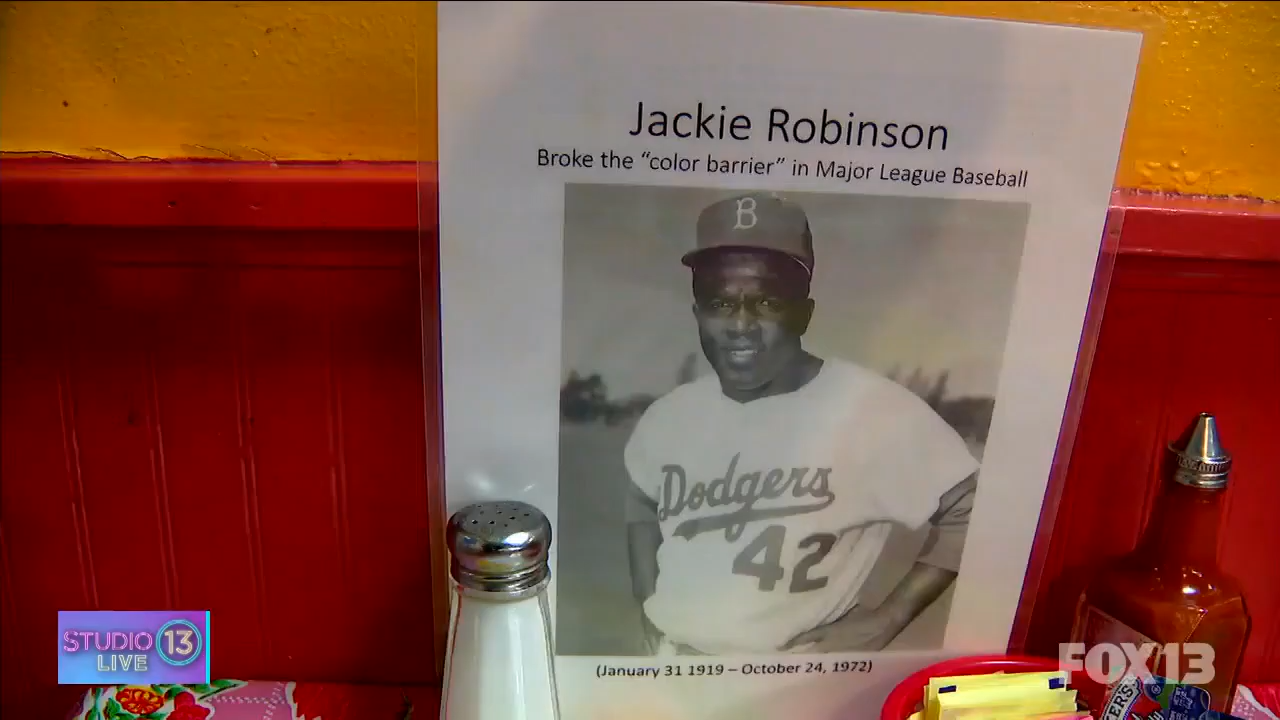 Jackie Robinson
Broke the “color barrier” in Major League Baseball
B
Dodgers
42
(January 31 1919 – October 24, 1972)
STUDIO 13
LIVE
FOX13